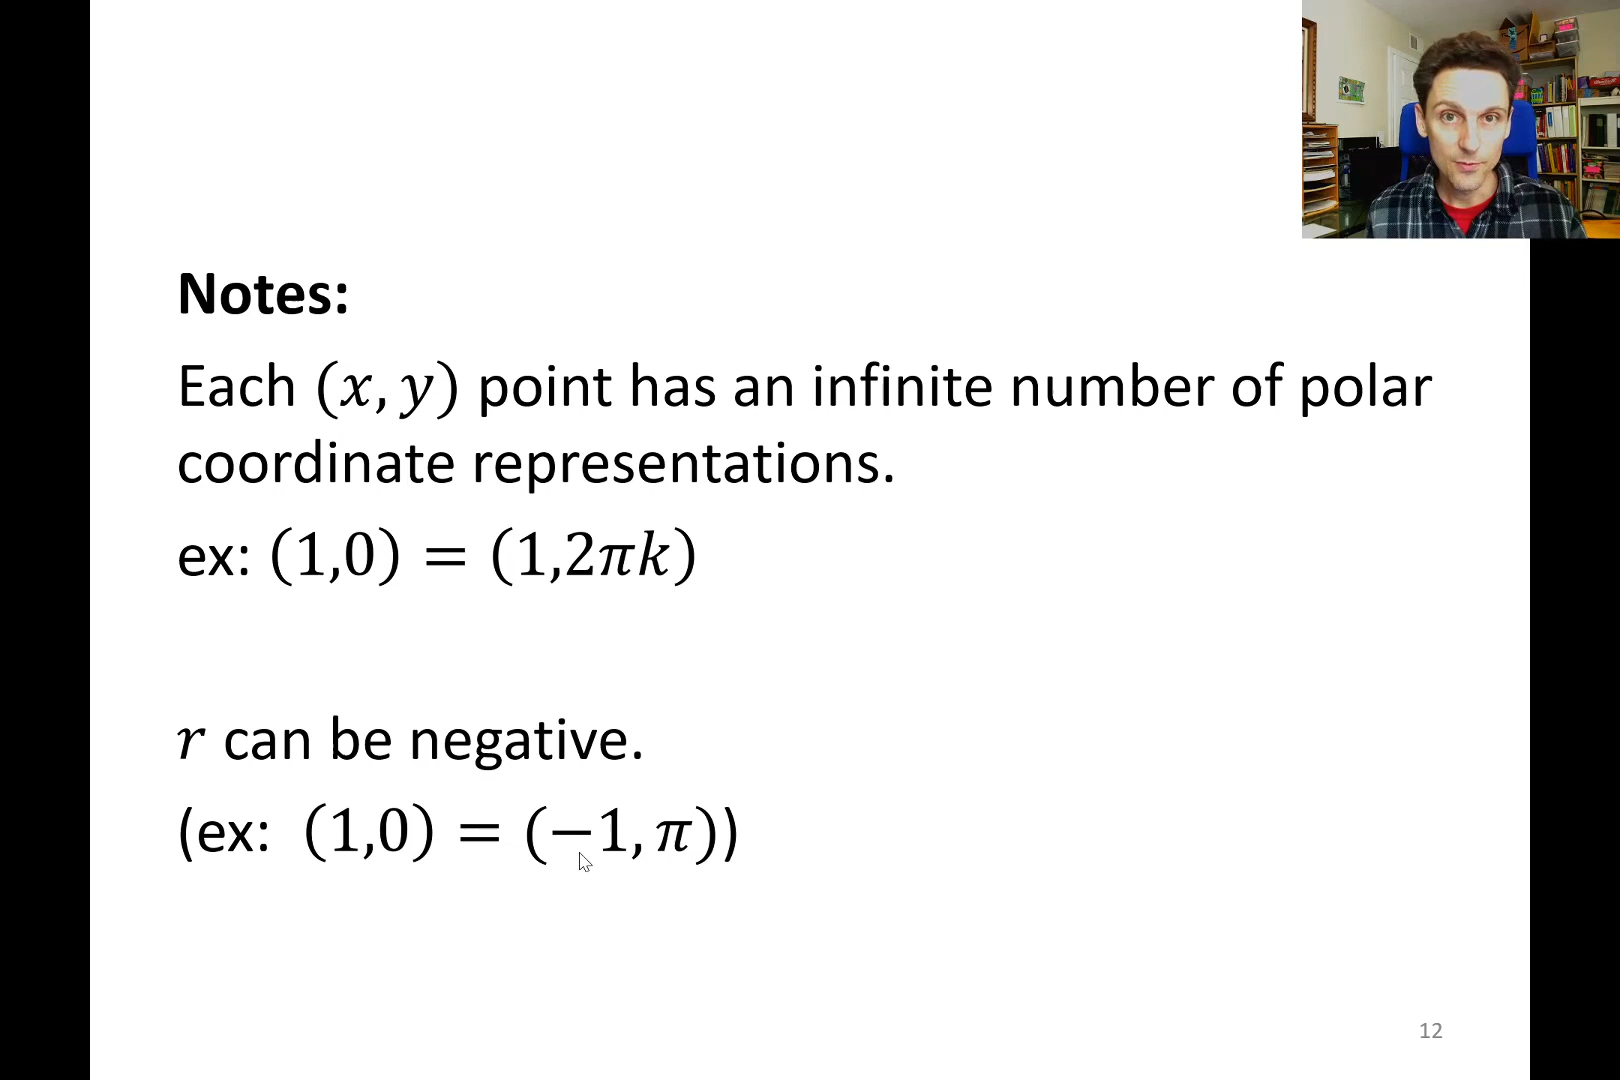 Notes:
Each (x, y) point has an infinite number of polar
coordinate representations.
ex: (1,0) = (1,2πk)
r can be negative.
(ex: (1,0) = (−1, π))
12